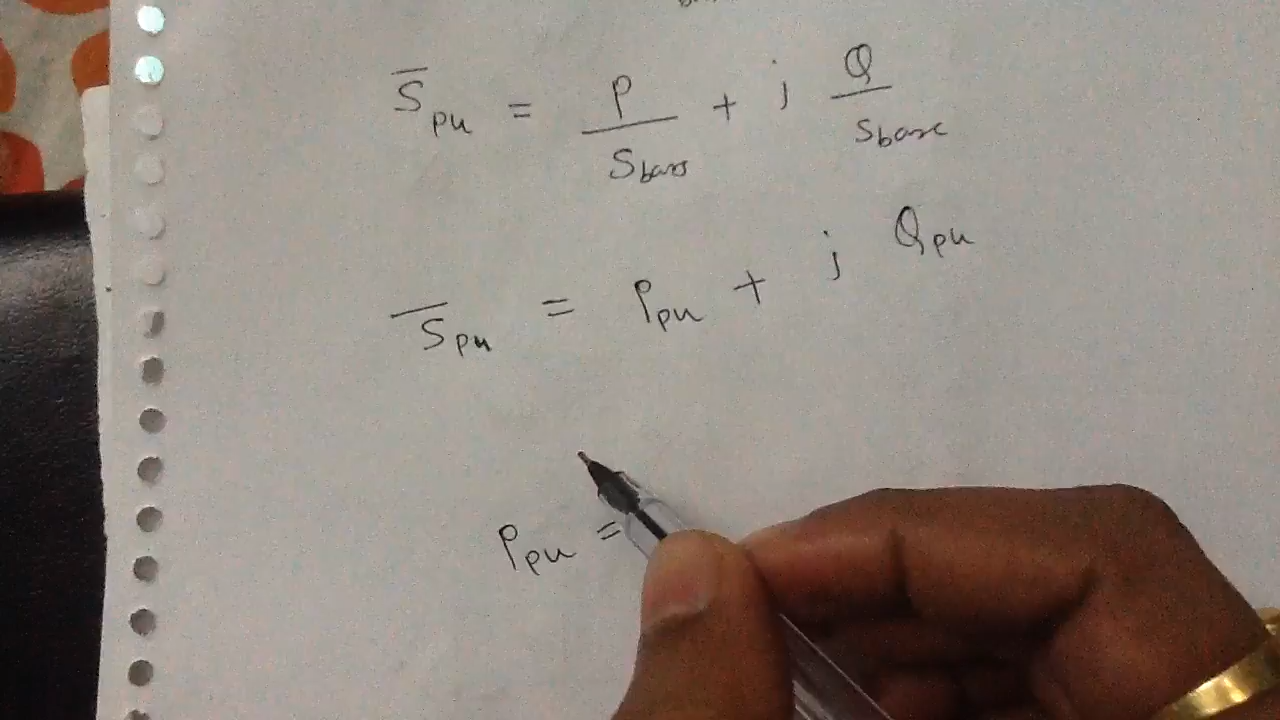 S̅pu = P/Sbase + j Q/Sbase
S̅pu = Ppu + j Qpu
Ppu =